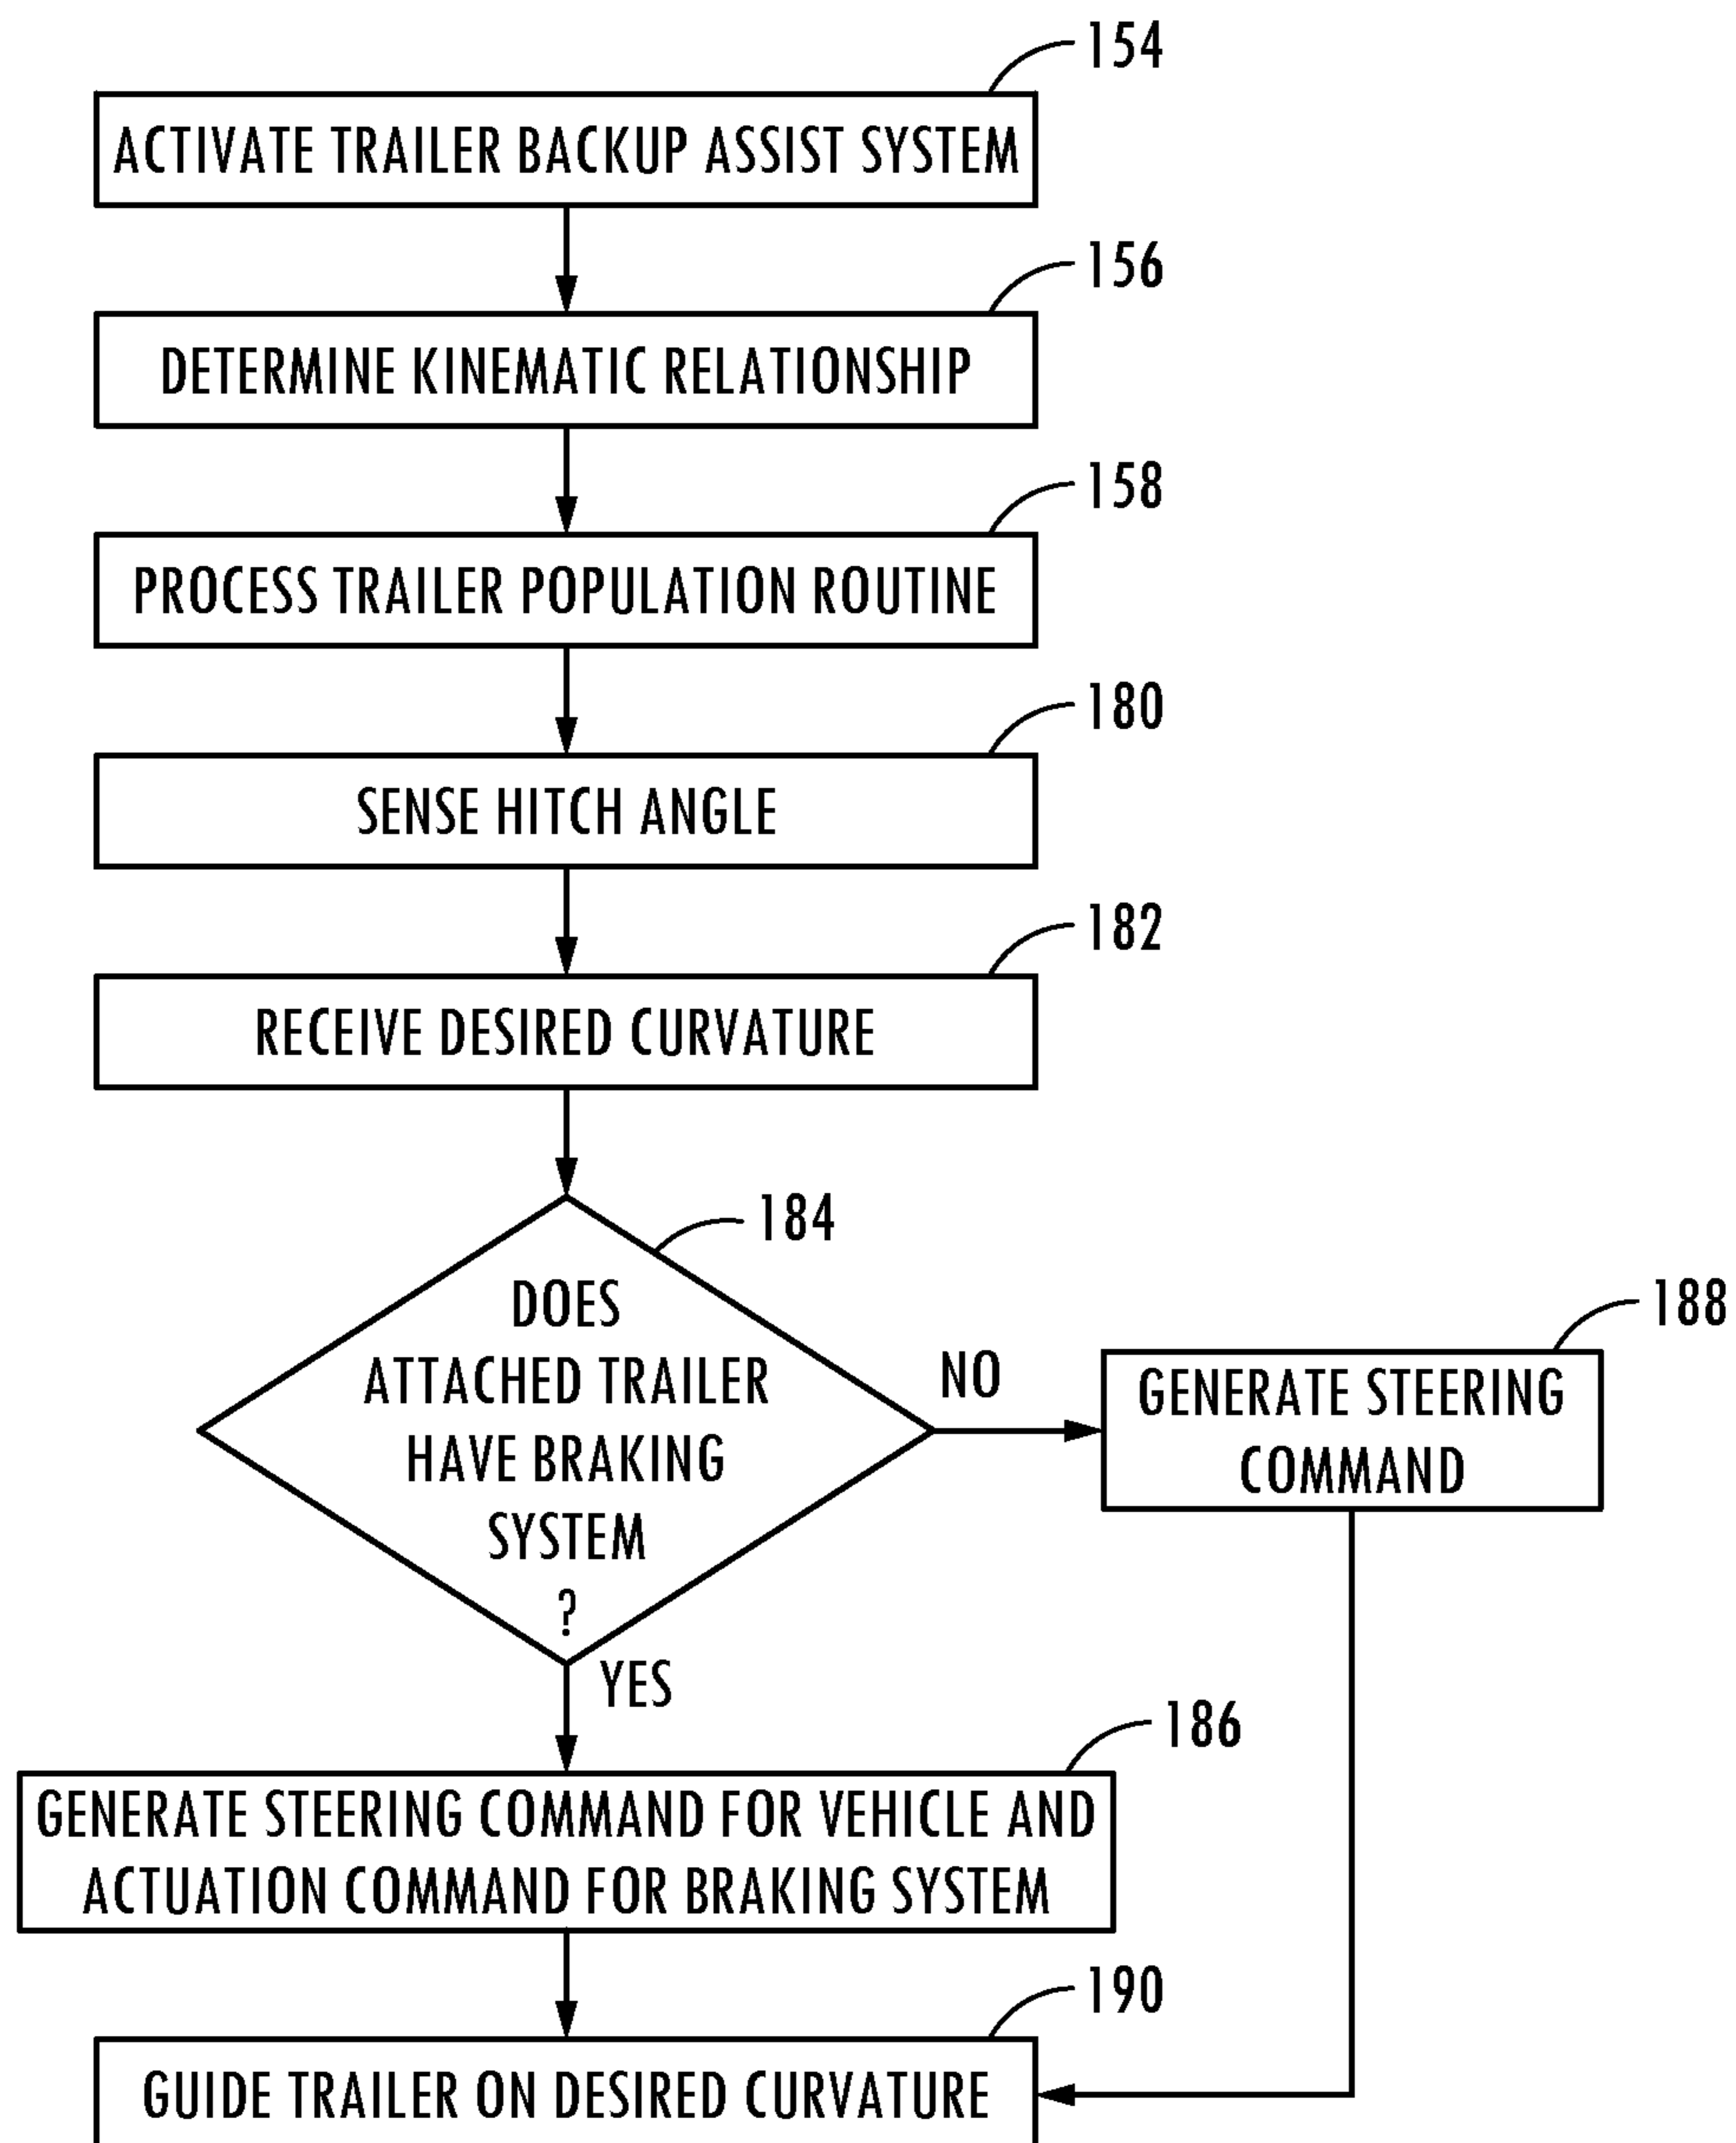 154
ACTIVATE TRAILER BACKUP ASSIST SYSTEM
156
DETERMINE KINEMATIC RELATIONSHIP
158
PROCESS TRAILER POPULATION ROUTINE
180
SENSE HITCH ANGLE
182
RECEIVE DESIRED CURVATURE
184
DOES
ATTACHED TRAILER
HAVE BRAKING
SYSTEM
?
NO
188
GENERATE STEERING
COMMAND
YES
186
GENERATE STEERING COMMAND FOR VEHICLE AND
ACTUATION COMMAND FOR BRAKING SYSTEM
190
GUIDE TRAILER ON DESIRED CURVATURE